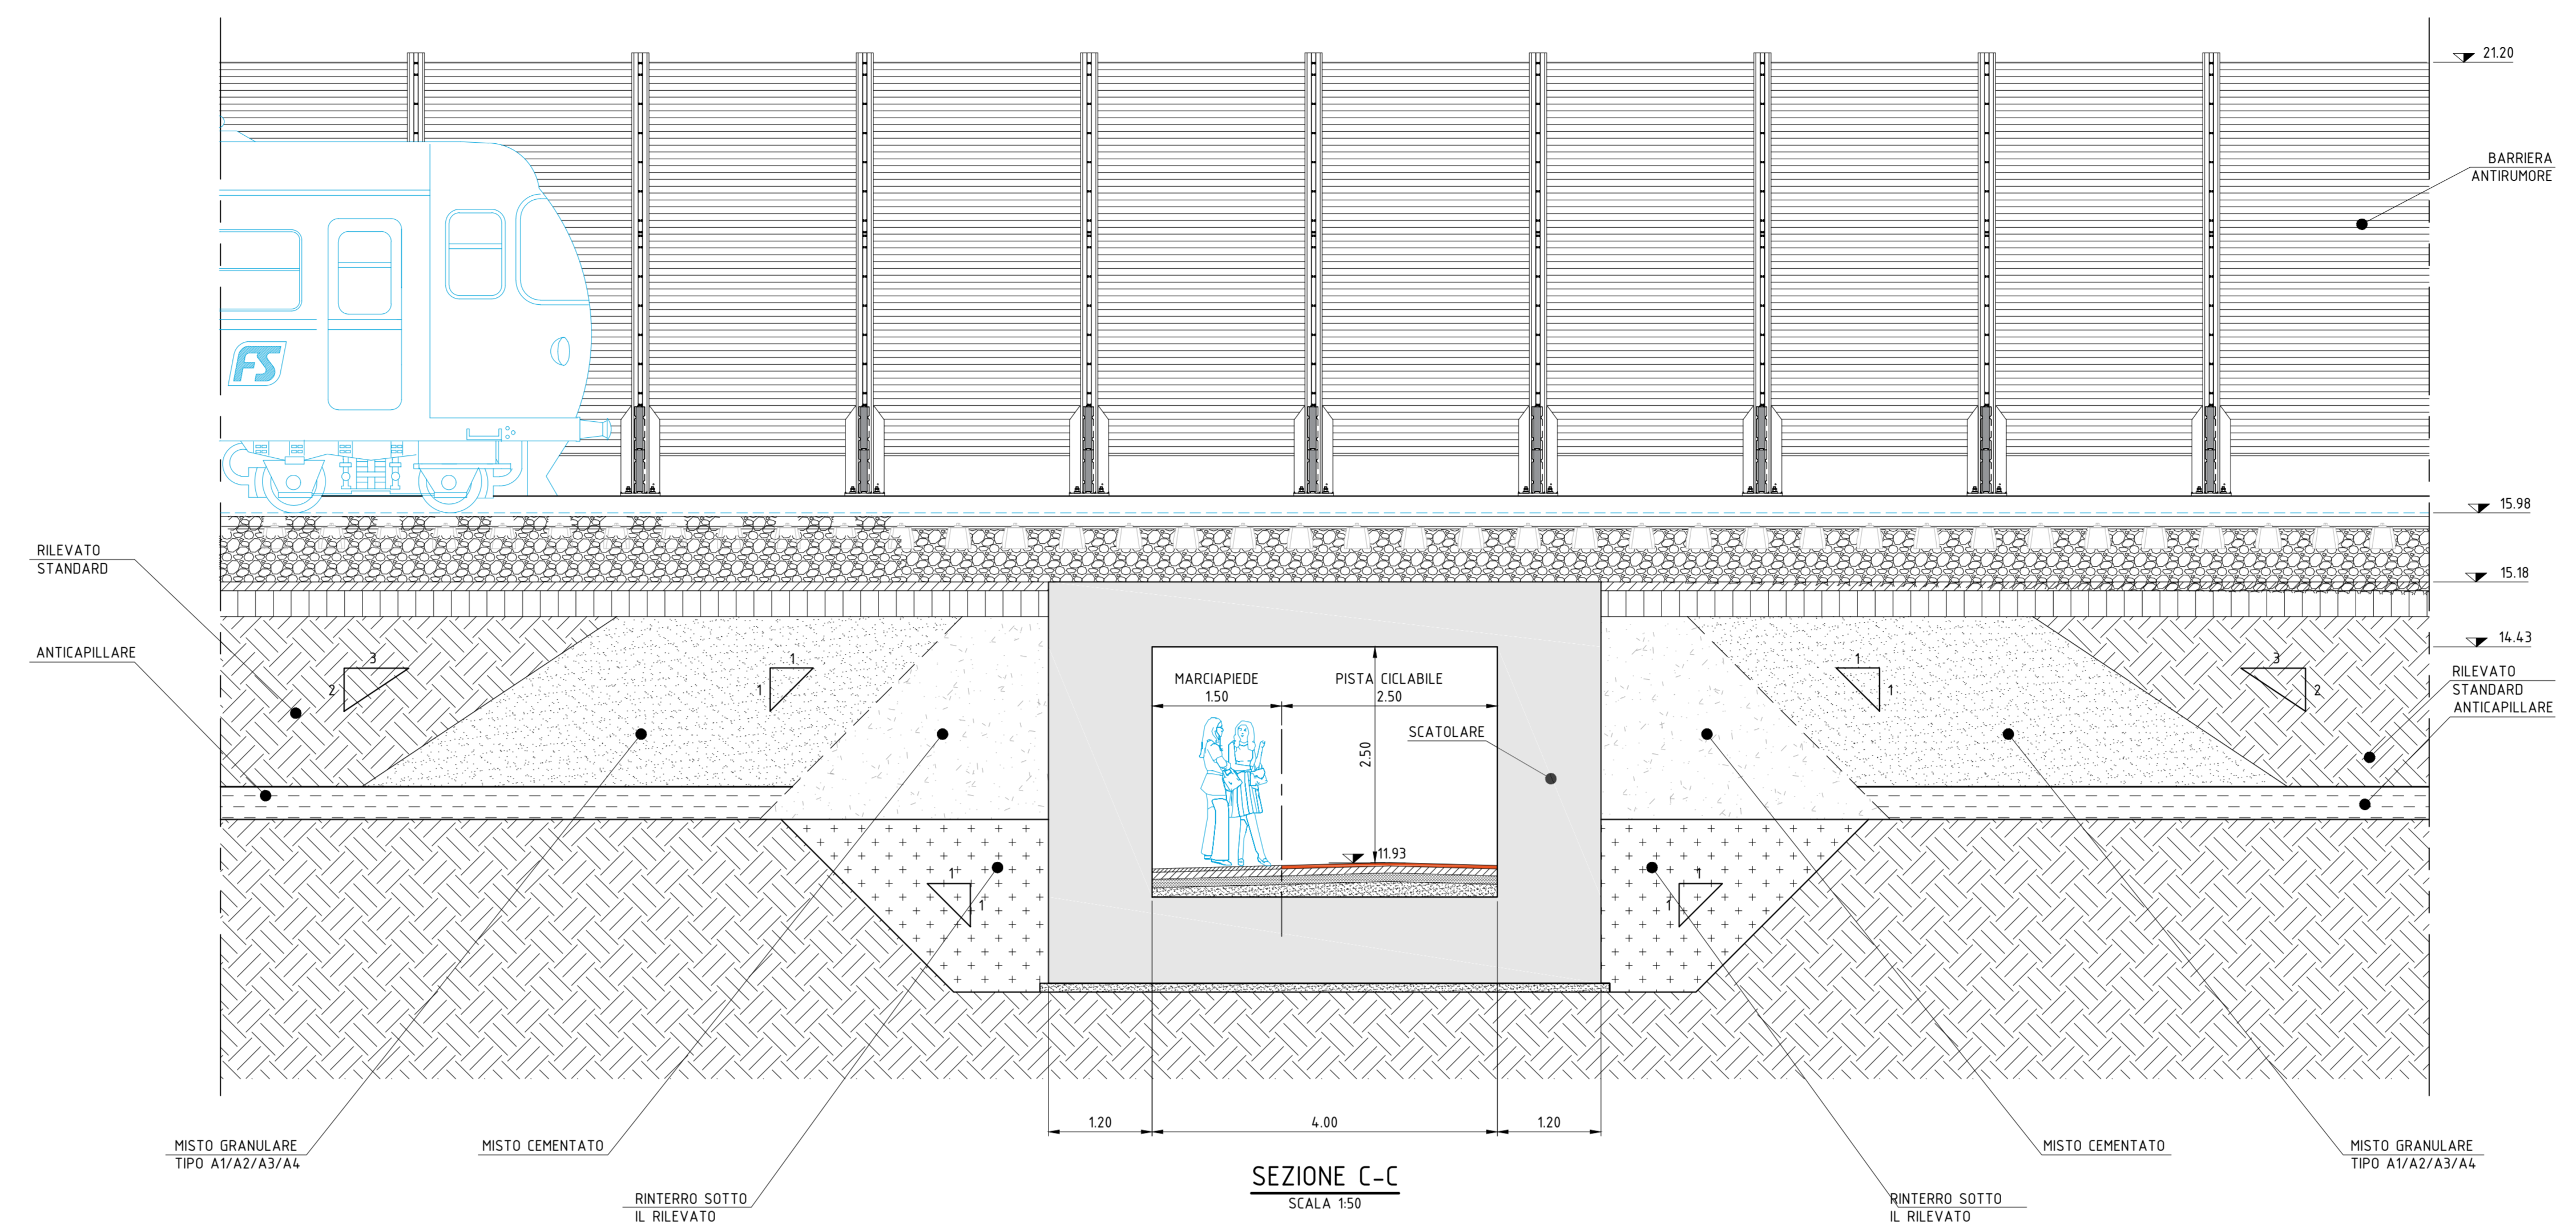 21.20
BARRIERA
ANTIRUMORE
FS
15.98
RILEVATO
STANDARD
15.18
14.43
ANTICAPILLARE
3
2
1
1
MARCIAPIEDE
1.50
PISTA CICLABILE
2.50
SCATOLARE
2.50
11.93
1
1
3
2
RILEVATO
STANDARD
ANTICAPILLARE
1
1
1
1
1.20
4.00
1.20
MISTO GRANULARE
TIPO A1/A2/A3/A4
MISTO CEMENTATO
MISTO CEMENTATO
MISTO GRANULARE
TIPO A1/A2/A3/A4
RINTERRO SOTTO
IL RILEVATO
SEZIONE C-C
SCALA 1:50
RINTERRO SOTTO
IL RILEVATO